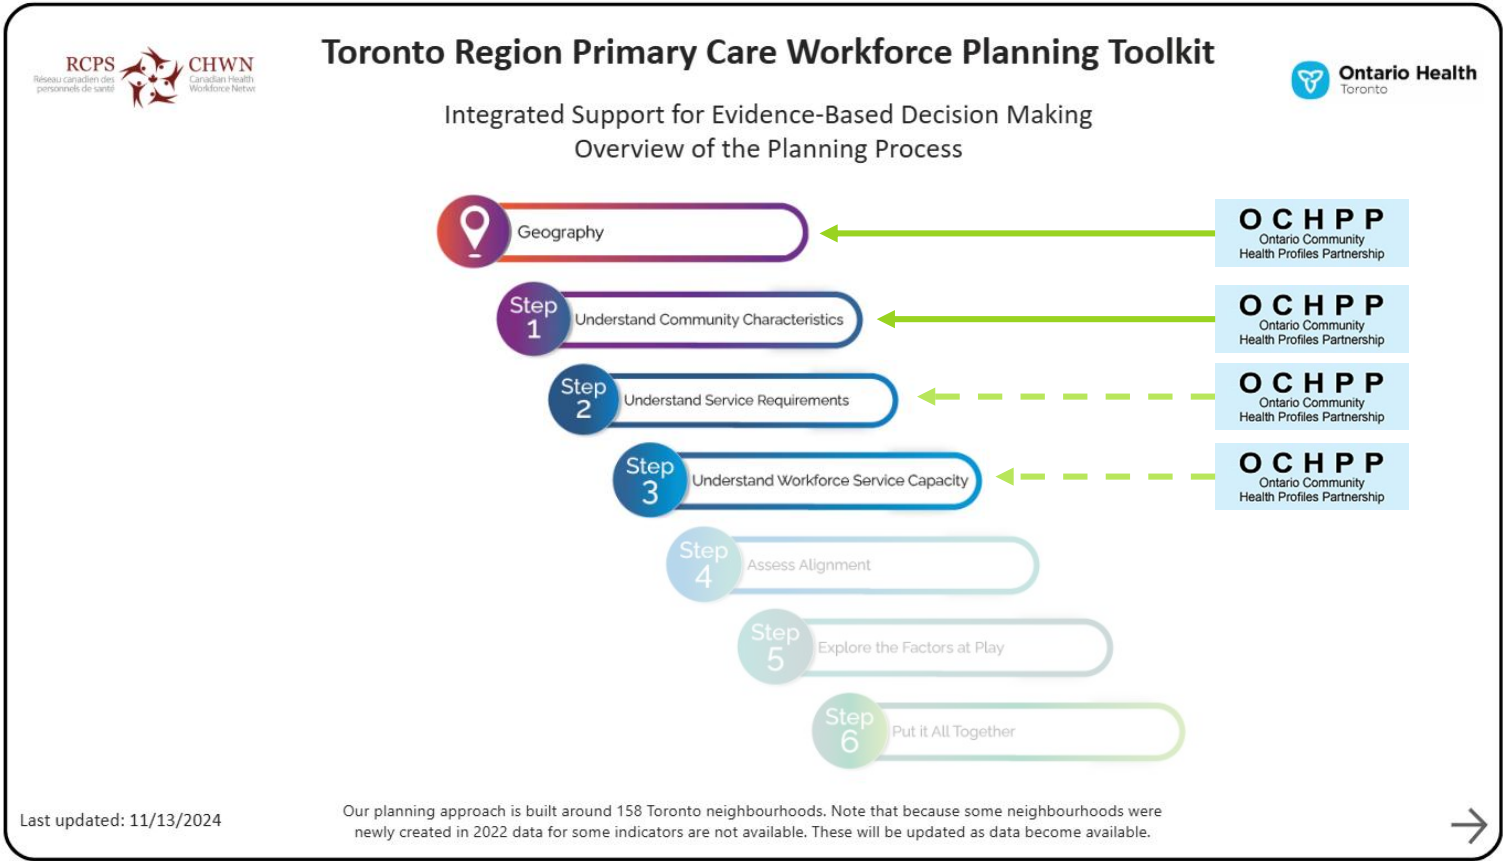 Toronto Region Primary Care Workforce Planning Toolkit
RCPS
Réseau canadien des
personnels de santé
CHWN
Canadian Health
Workforce Netwo
Ontario Health
Toronto
Integrated Support for Evidence-Based Decision Making
Overview of the Planning Process
Geography
O C H P P
Ontario Community
Health Profiles Partnership
Step
1
Understand Community Characteristics
O C H P P
Ontario Community
Health Profiles Partnership
Step
2
Understand Service Requirements
O C H P P
Ontario Community
Health Profiles Partnership
Step
3
Understand Workforce Service Capacity
O C H P P
Ontario Community
Health Profiles Partnership
Step
4
Assess Alignment
Step
5
Explore the Factors at Play
Step
6
Put it All Together
Last updated: 11/13/2024
Our planning approach is built around 158 Toronto neighbourhoods. Note that because some neighbourhoods were
newly created in 2022 data for some indicators are not available. These will be updated as data become available.